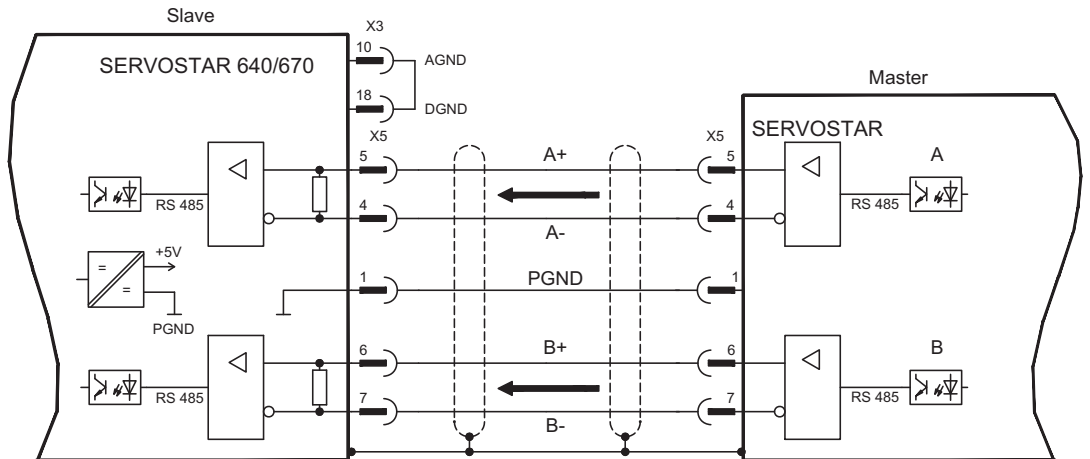 Slave
X3
10
AGND
SERVOSTAR 640/670
18
DGND
Master
X5
X5
SERVOSTAR
5
A+
5
A
RS 485
4
A-
4
RS 485
+5V
=
=
1
PGND
1
PGND
6
B+
6
B
RS 485
7
B-
7
RS 485